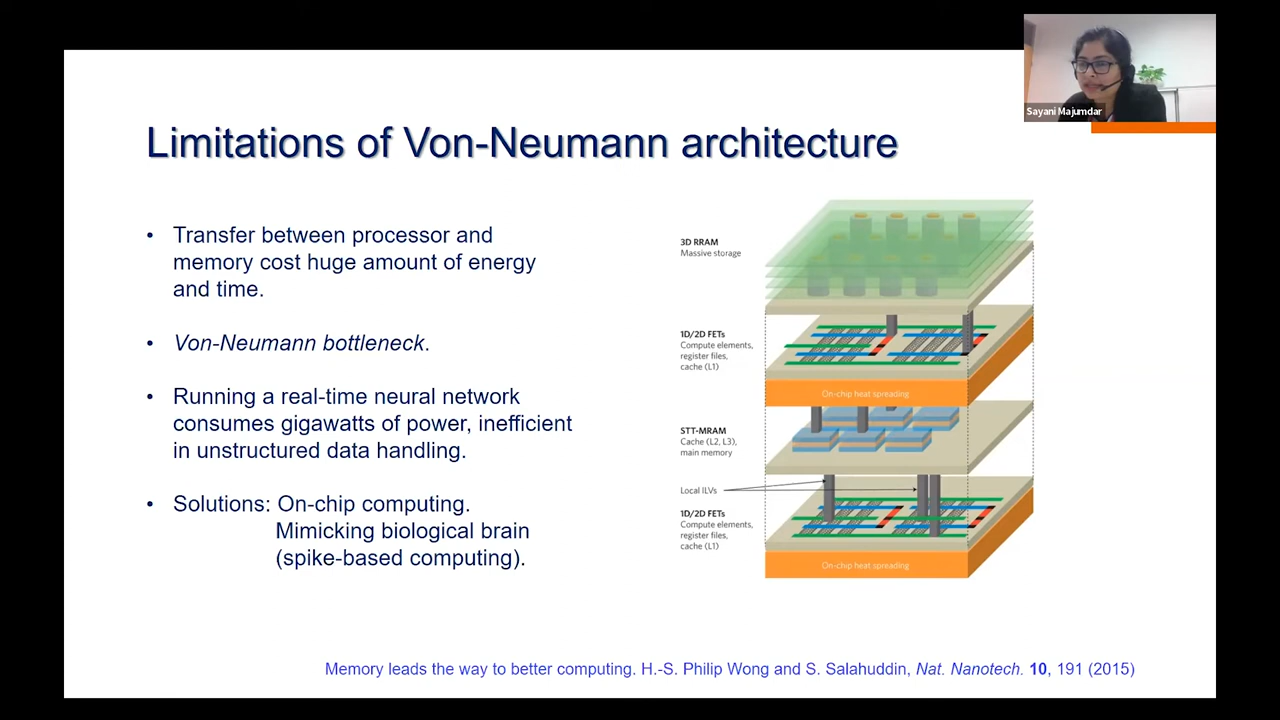 Sayani Majumdar
Limitations of Von-Neumann architecture
• Transfer between processor and
memory cost huge amount of energy
and time.
• Von-Neumann bottleneck.
• Running a real-time neural network
consumes gigawatts of power, inefficient
in unstructured data handling.
• Solutions: On-chip computing.
Mimicking biological brain
(spike-based computing).
3D RRAM
Massive storage
1D/2D FETs
Compute elements,
register files,
cache (L1)
On-chip heat spreading
STT-MRAM
Cache (L2, L3),
main memory
Local ILVs
1D/2D FETs
Compute elements,
register files,
cache (L1)
On-chip heat spreading
Memory leads the way to better computing. H.-S. Philip Wong and S. Salahuddin, Nat. Nanotech. 10, 191 (2015)